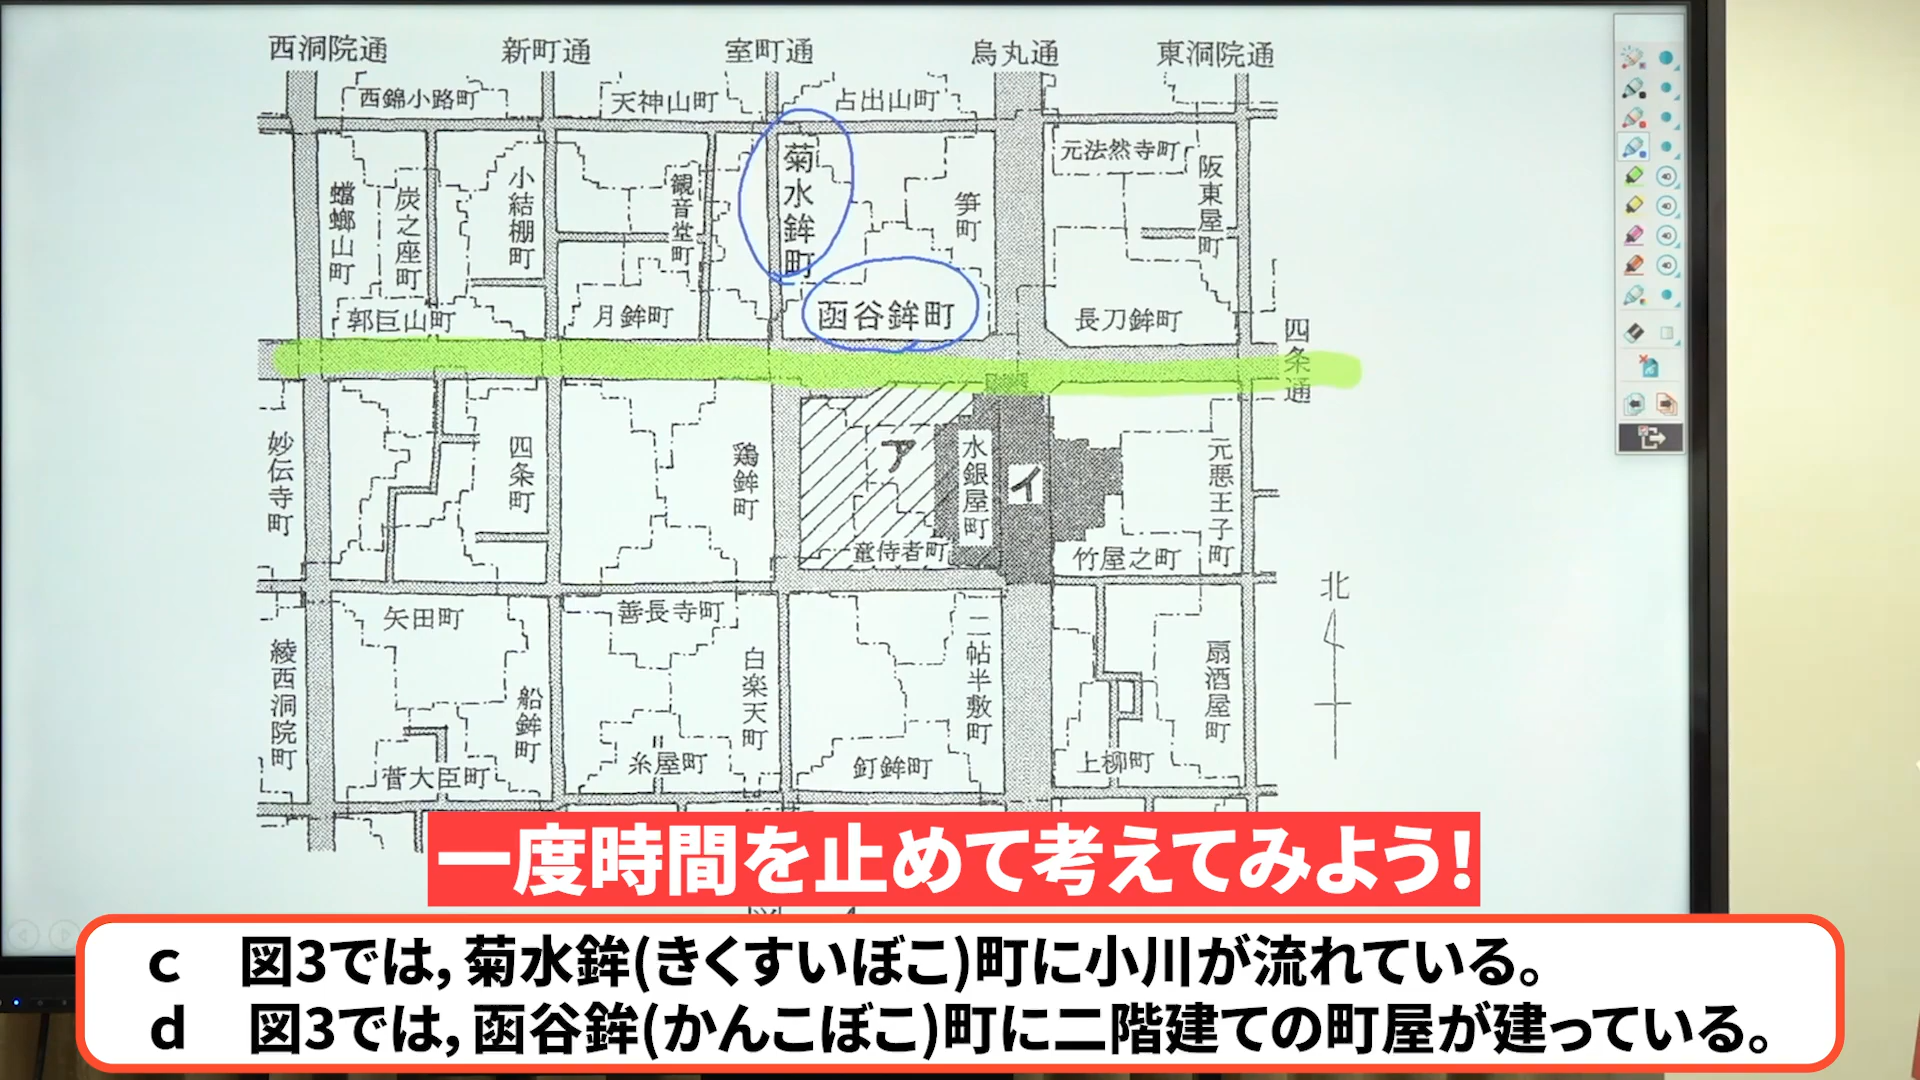 西洞院通
新町通
室町通
烏丸通
東洞院通
西錦小路町
天神山町
占出山町
元法然寺町
蟷螂山町
炭之座町
小結棚町
観音堂町
菊水鉾町
笋町
阪東屋町
郭巨山町
月鉾町
函谷鉾町
長刀鉾町
四条通
妙伝寺町
四条町
鶏鉾町
ア
水銀屋町
イ
元悪王子町
童侍者町
竹屋之町
北
矢田町
善長寺町
綾西洞院町
船鉾町
白楽天町
二帖半敷町
扇酒屋町
菅大臣町
糸屋町
釘鉾町
上柳町
一度時間を止めて考えてみよう!
c 図3では,菊水鉾(きくすいぼこ)町に小川が流れている。
d 図3では,函谷鉾(かんこぼこ)町に二階建ての町屋が建っている。